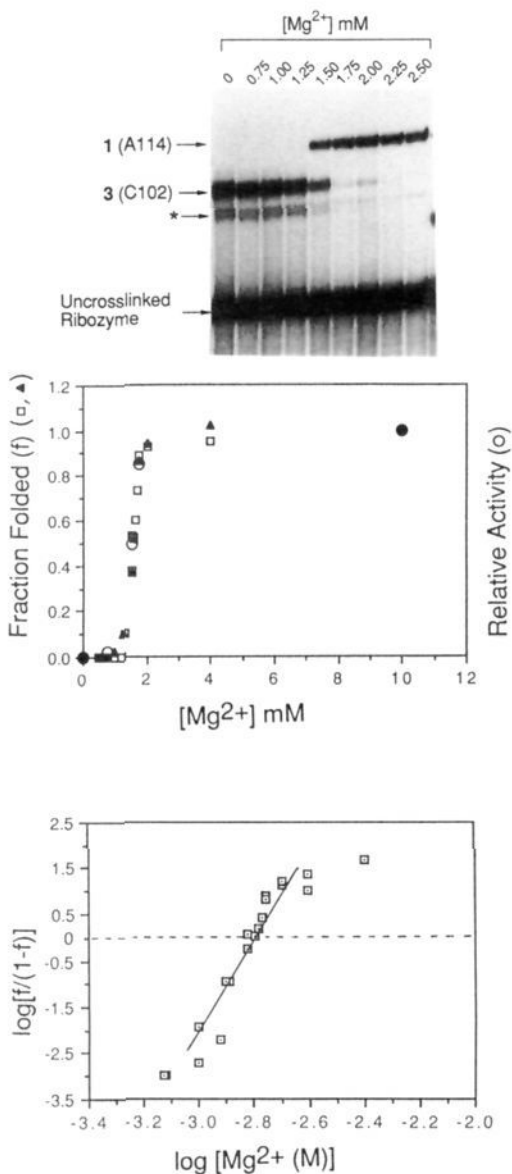 [Mg2+] mM
0 0.75 1.00 1.25 1.50 1.75 2.00 2.25 2.50
1 (A114)
3 (C102)
*
Uncrosslinked
Ribozyme
Fraction Folded (f) (□, ▲)
1.2
1.0
0.8
0.6
0.4
0.2
0.0
0 2 4 6 8 10 12
[Mg2+] mM
Relative Activity (o)
log[f/(1-f)]
2.5
1.5
0.5
0
-0.5
-1.5
-2.5
-3.5
-3.4 -3.2 -3.0 -2.8 -2.6 -2.4 -2.2 -2.0
log [Mg2+ (M)]